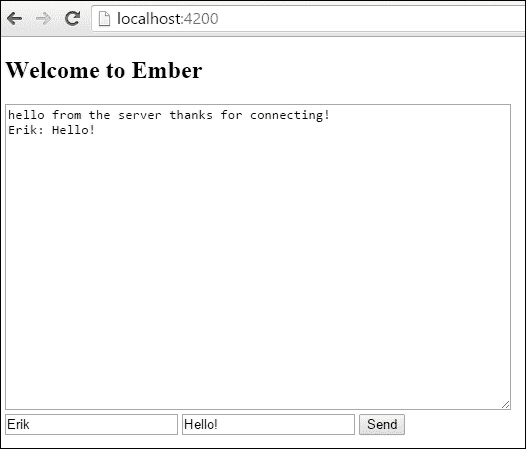 localhost:4200
Welcome to Ember
hello from the server thanks for connecting!
Erik: Hello!
Erik Hello! Send